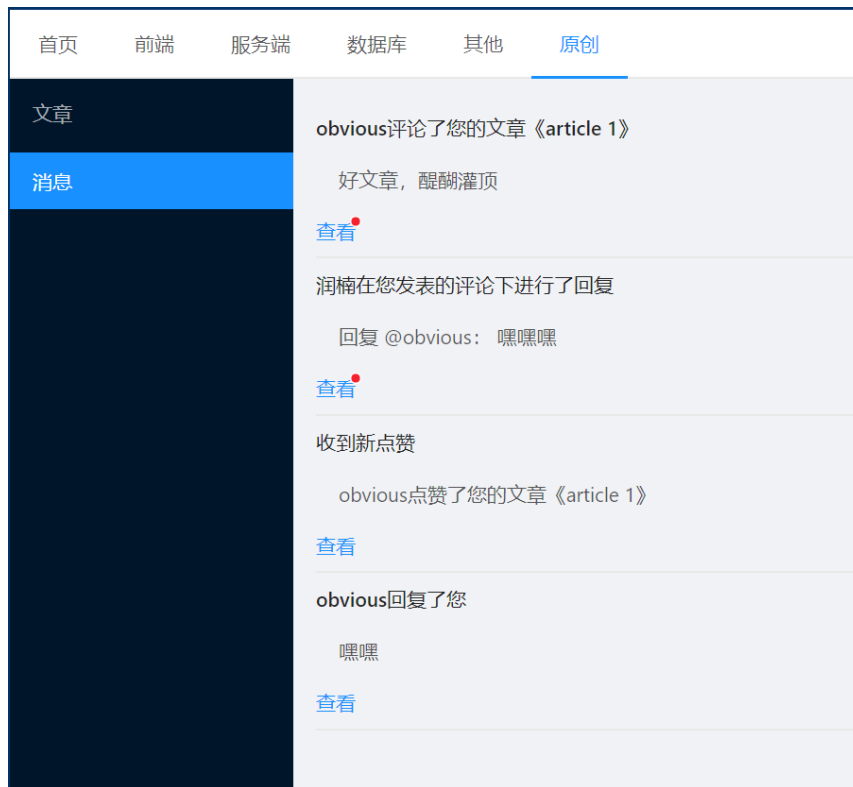 首页 前端 服务端 数据库 其他 原创
文章
消息
obvious评论了您的文章《article 1》
好文章，醍醐灌顶
查看
润楠在您发表的评论下进行了回复
回复 @obvious： 嘿嘿嘿
查看
收到新点赞
obvious点赞了您的文章《article 1》
查看
obvious回复了您
嘿嘿
查看